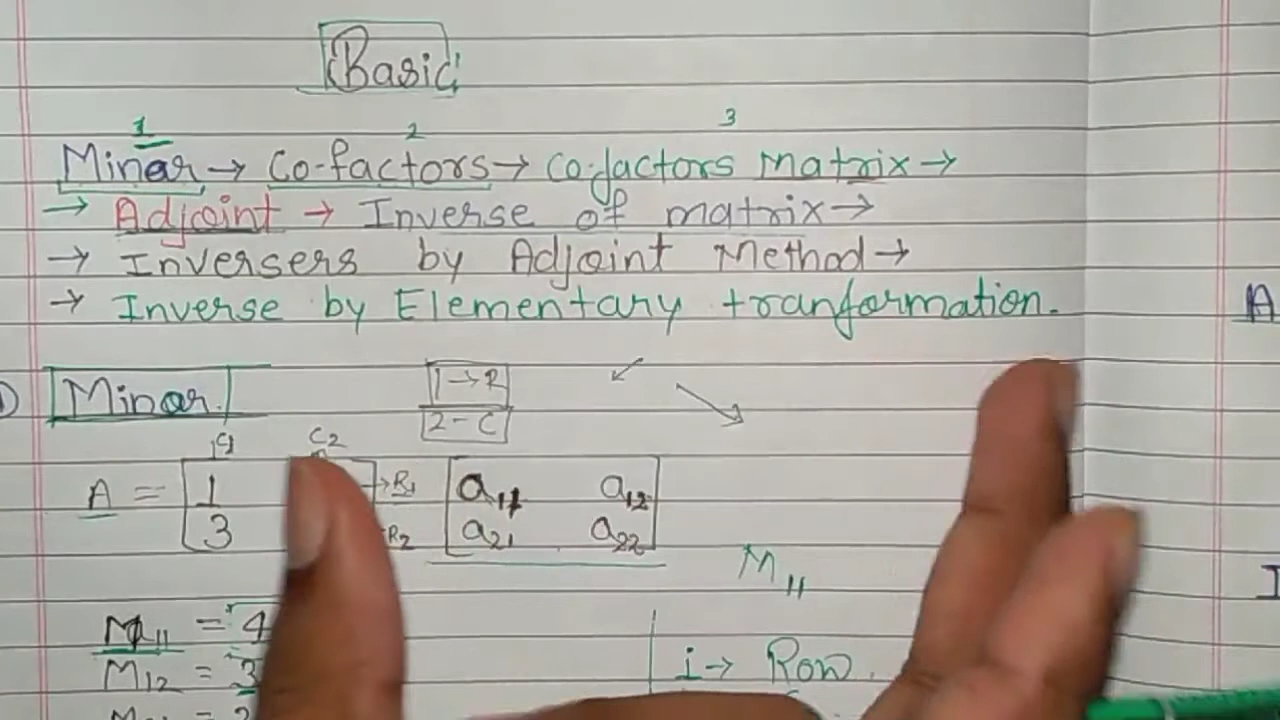 Basic
1 2 3
Minar → Co-factors → Co-factors Matrix →
→ Adjoint → Inverse of matrix →
→ Inversers by Adjoint Method →
→ Inverse by Elementary tranformation.
Minor
1 → R
2 - C
C1 C2
A = 1 → R1 a11 a12
3 R2 a21 a22
M11
M11 = 4
M12 = 3
i → Row.
A
I